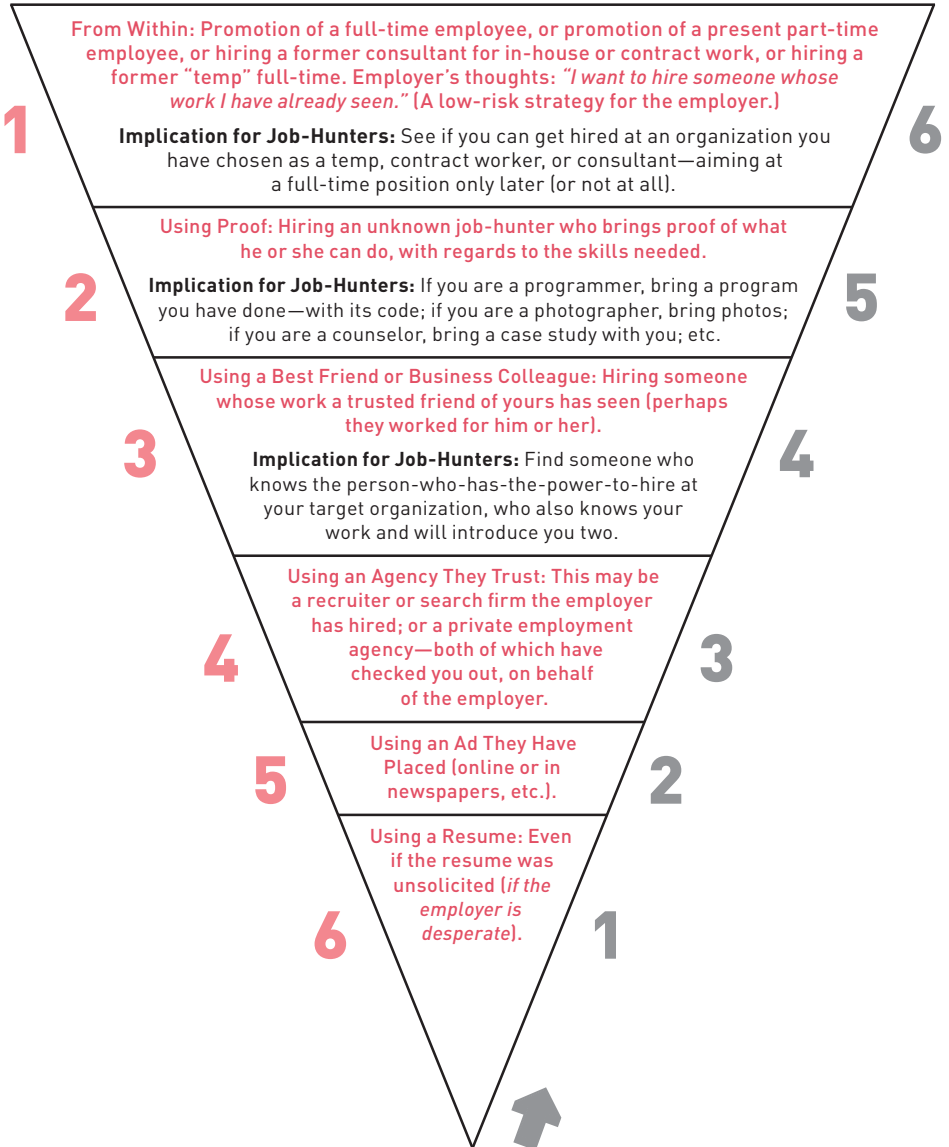 From Within: Promotion of a full-time employee, or promotion of a present part-time
employee, or hiring a former consultant for in-house or contract work, or hiring a
former “temp” full-time. Employer’s thoughts: “I want to hire someone whose
work I have already seen.” (A low-risk strategy for the employer.)
1
6
Implication for Job-Hunters: See if you can get hired at an organization you
have chosen as a temp, contract worker, or consultant—aiming at
a full-time position only later (or not at all).
Using Proof: Hiring an unknown job-hunter who brings proof of what
he or she can do, with regards to the skills needed.
2
5
Implication for Job-Hunters: If you are a programmer, bring a program
you have done—with its code; if you are a photographer, bring photos;
if you are a counselor, bring a case study with you; etc.
Using a Best Friend or Business Colleague: Hiring someone
whose work a trusted friend of yours has seen (perhaps
they worked for him or her).
3
4
Implication for Job-Hunters: Find someone who
knows the person-who-has-the-power-to-hire at
your target organization, who also knows your
work and will introduce you two.
Using an Agency They Trust: This may be
a recruiter or search firm the employer
has hired; or a private employment
agency—both of which have
checked you out, on behalf
of the employer.
4
3
Using an Ad They Have
Placed (online or in
newspapers, etc.).
5
2
Using a Resume: Even
if the resume was
unsolicited (if the
employer is
desperate).
6
1